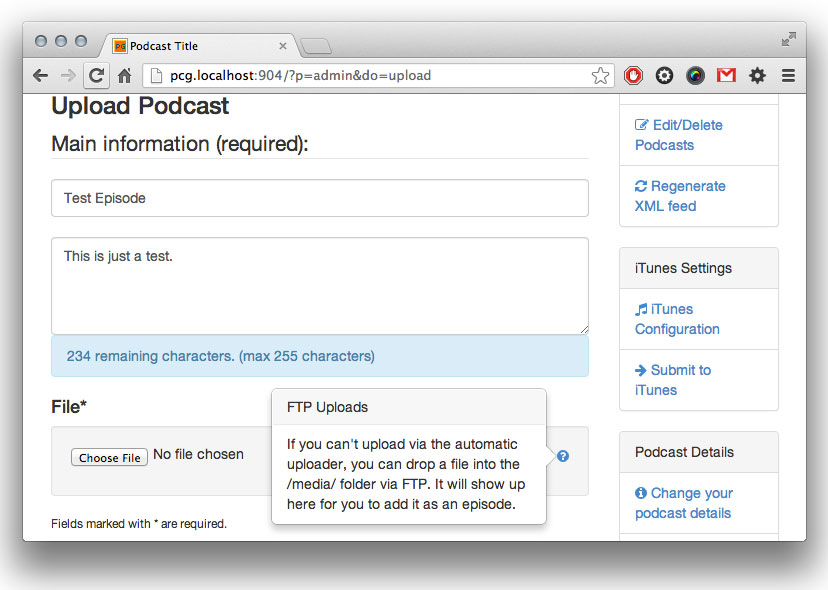 Podcast Title
pcg.localhost:904/?p=admin&do=upload
Upload Podcast
Main information (required):
Test Episode
This is just a test.
234 remaining characters. (max 255 characters)
File*
Choose File No file chosen
FTP Uploads
If you can't upload via the automatic
uploader, you can drop a file into the
/media/ folder via FTP. It will show up
here for you to add it as an episode.
?
Fields marked with * are required.
Edit/Delete
Podcasts
Regenerate
XML feed
iTunes Settings
iTunes
Configuration
Submit to
iTunes
Podcast Details
Change your
podcast details